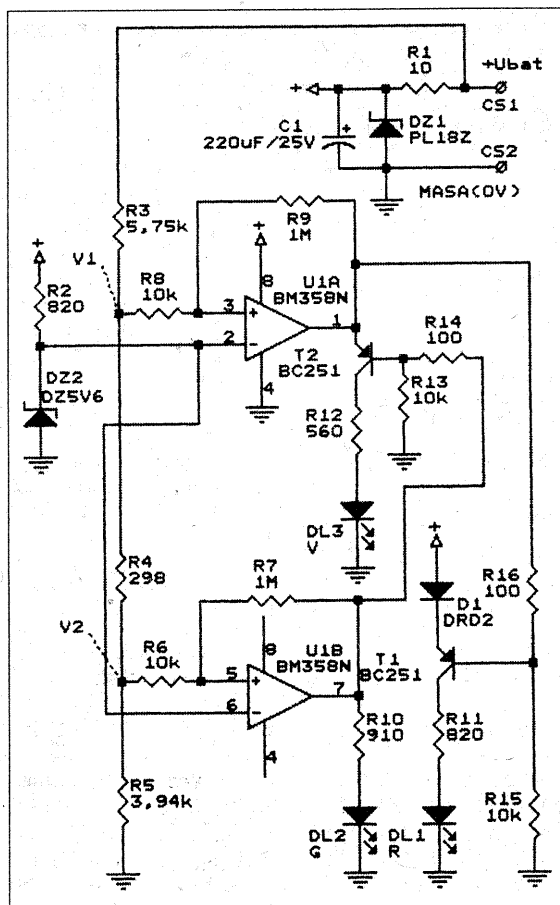 R1
10
+Ubat
CS1
+
C1
220uF/25V
+
DZ1
PL18Z
CS2
MASA(0V)
R3
5,75k
R9
1M
+
+
V1
R8
10k
8
U1A
BM358N
R2
820
3
+
1
2
-
R14
100
T2
BC251
DZ2
DZ5V6
4
R13
10k
R12
560
DL3
V
+
R4
298
R7
1M
R16
100
D1
DRD2
V2
R6
10k
8
U1B
BM358N
T1
BC251
5
+
7
6
-
R10
910
R11
820
4
R5
3,94k
R15
10k
DL2
G
DL1
R